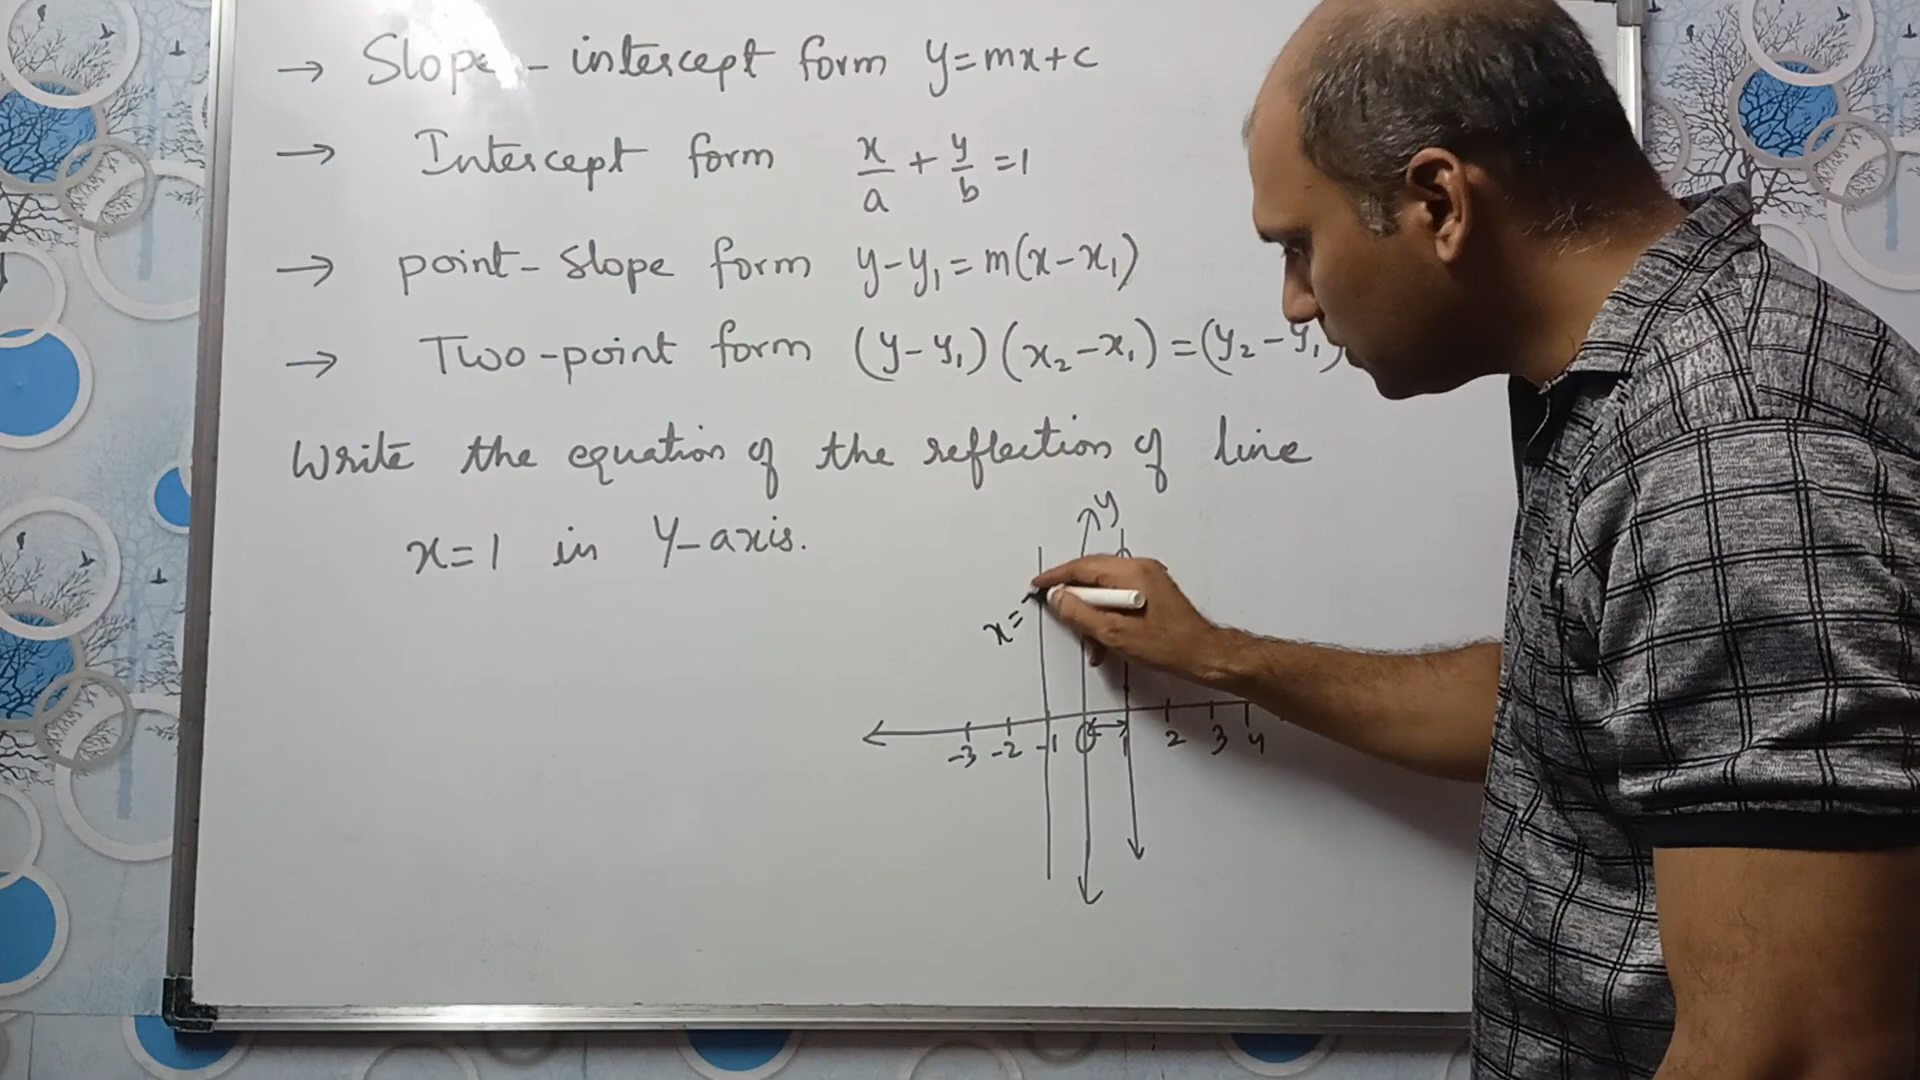 → Slope - intercept form y=mx+c
→ Intercept form x/a + y/b =1
→ point-slope form y-y₁ = m(x-x₁)
→ Two-point form (y-y₁)(x₂-x₁)=(y₂-y₁)
Write the equation of the reflection of line
x=1 in Y-axis.
y
x=
-3 -2 -1 0 1 2 3 4